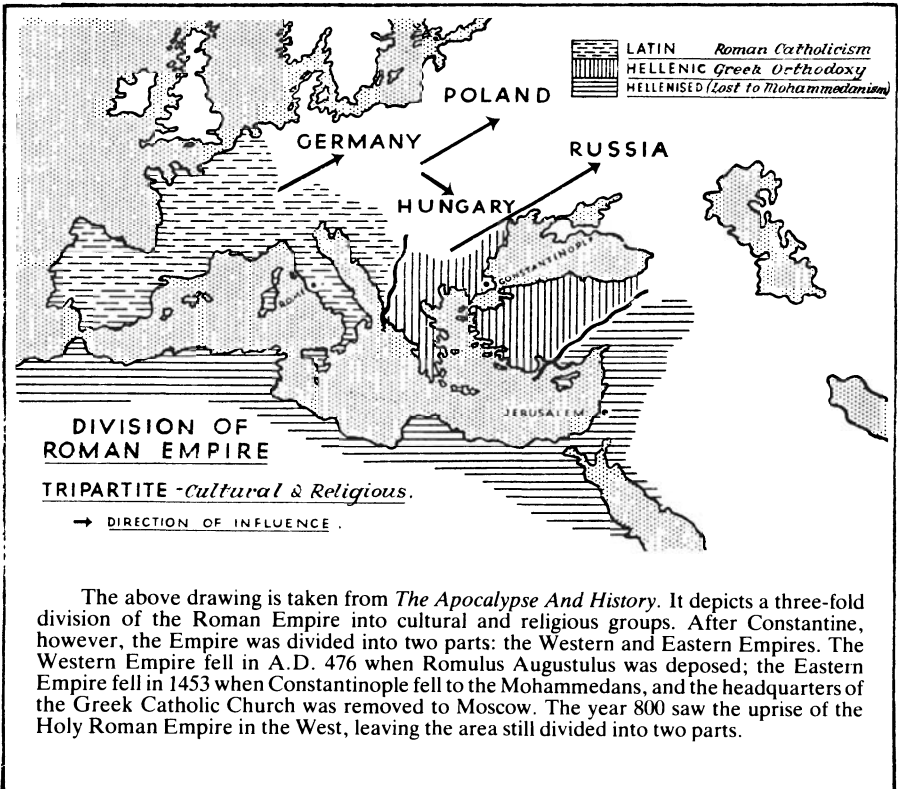 LATIN Roman Catholicism
HELLENIC Greek Orthodoxy
HELLENISED (Lost to Mohammedanism)
POLAND
GERMANY
RUSSIA
HUNGARY
CONSTANTINOPLE
ROME
JERUSALEM
DIVISION OF
ROMAN EMPIRE
TRIPARTITE - Cultural & Religious.
→ DIRECTION OF INFLUENCE.
The above drawing is taken from The Apocalypse And History. It depicts a three-fold
division of the Roman Empire into cultural and religious groups. After Constantine,
however, the Empire was divided into two parts: the Western and Eastern Empires. The
Western Empire fell in A.D. 476 when Romulus Augustulus was deposed; the Eastern
Empire fell in 1453 when Constantinople fell to the Mohammedans, and the headquarters of
the Greek Catholic Church was removed to Moscow. The year 800 saw the uprise of the
Holy Roman Empire in the West, leaving the area still divided into two parts.